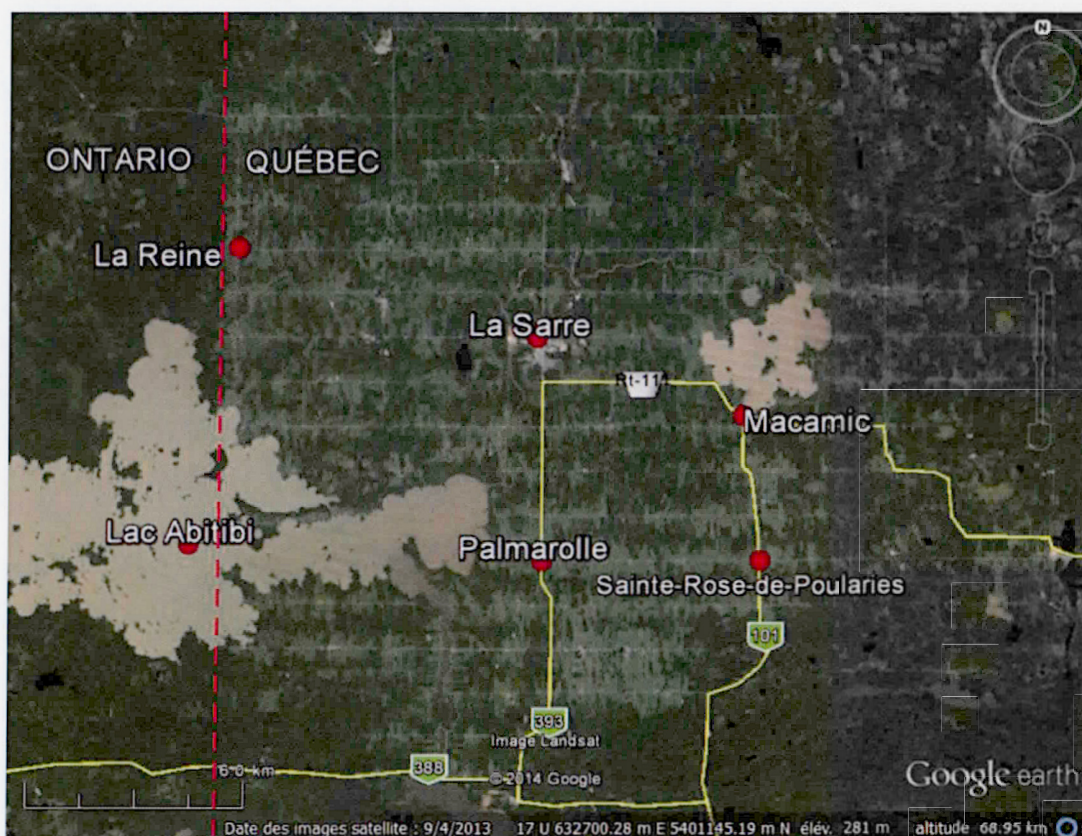 N
ONTARIO
QUÉBEC
La Reine
La Sarre
Macamic
Lac Abitibi
Palmarolle
Sainte-Rose-de-Poularies
101
393
Image Landsat
388
6.0 km
© 2014 Google
Google earth
Date des images satellite : 9/4/2013 17 U 632700.28 m E 5401145.19 m N élév. 281 m altitude 68.95 km